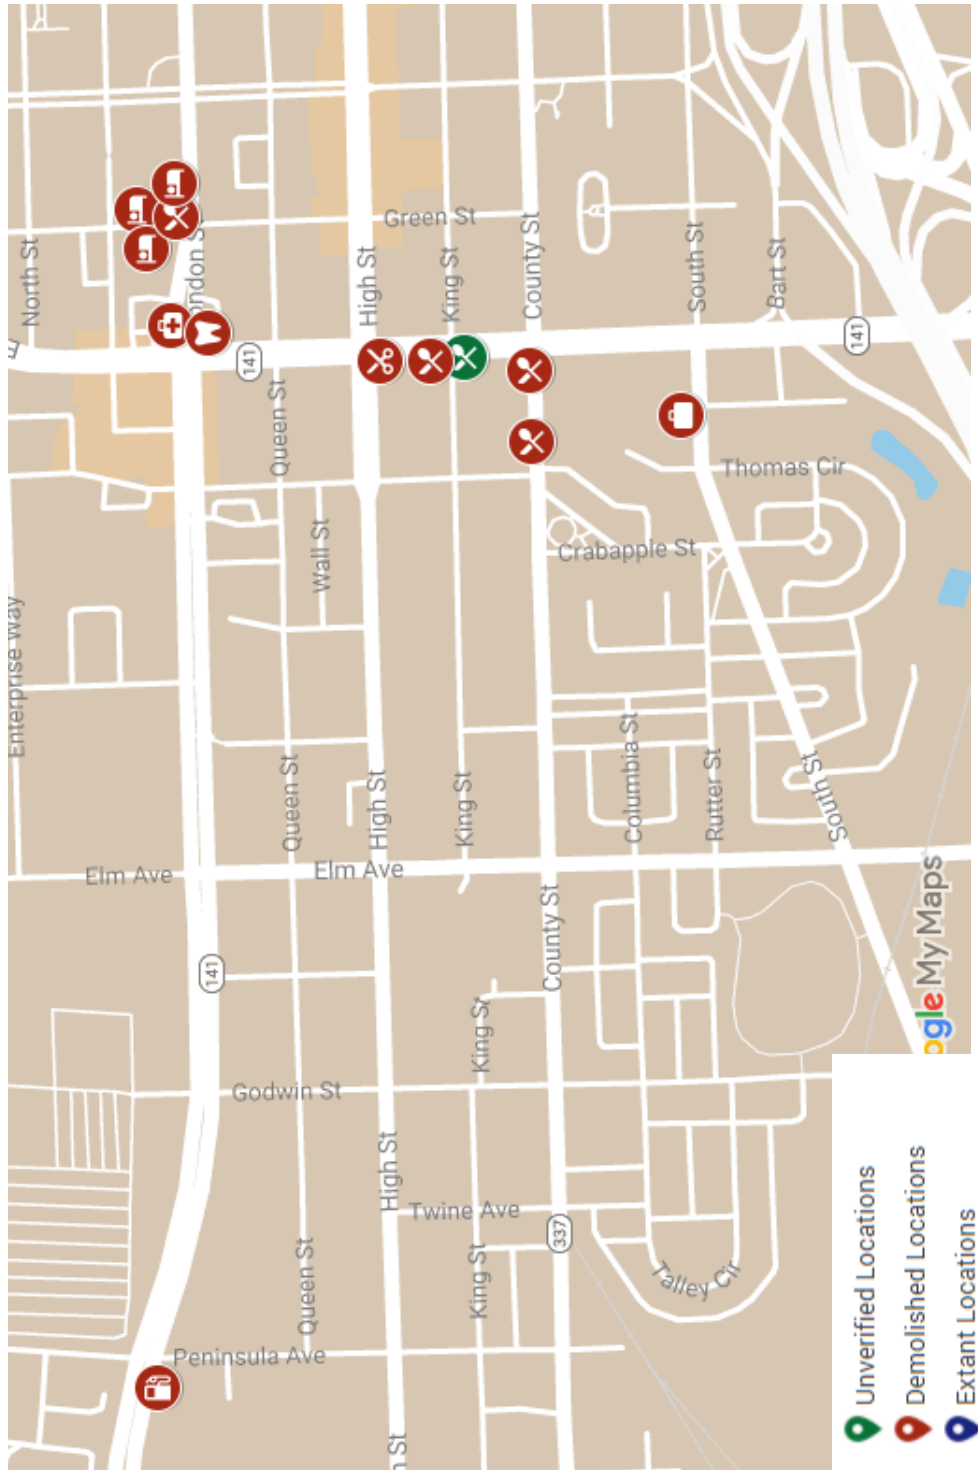 North St
ondon S
Green St
High St
King St
County St
South St
Bart St
141
141
Queen St
Thomas Cir
Wall St
Crabapple St
Enterprise Way
Queen St
High St
King St
Columbia St
Rutter St
South St
Elm Ave
Elm Ave
County St
141
King St
Godwin St
High St
Twine Ave
337
Queen St
King St
Talley Cir
Peninsula Ave
n St
ogle My Maps
Unverified Locations
Demolished Locations
Extant Locations